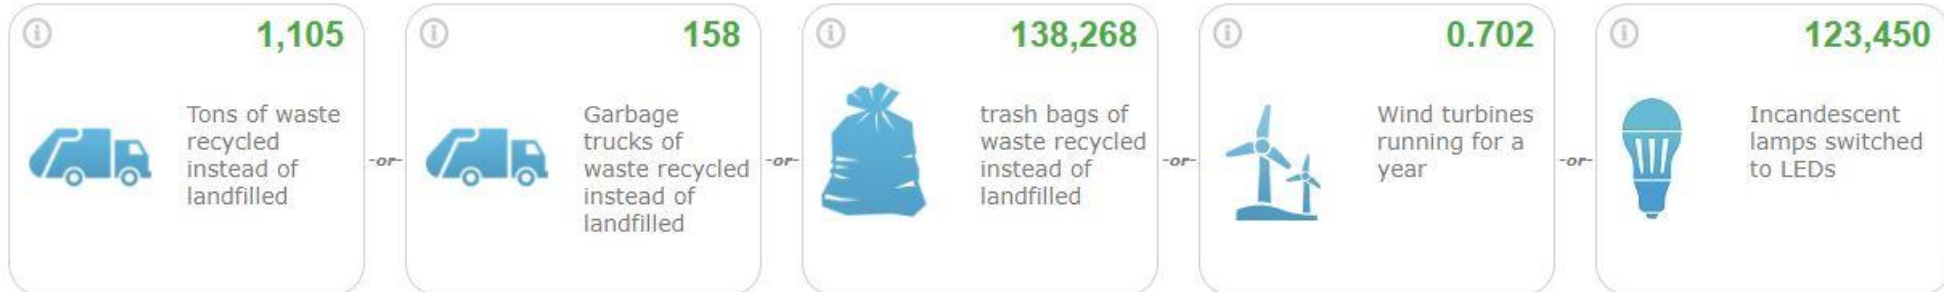 1,105
Tons of waste
recycled
instead of
landfilled
-or-
158
Garbage
trucks of
waste recycled
instead of
landfilled
-or-
138,268
trash bags of
waste recycled
instead of
landfilled
-or-
0.702
Wind turbines
running for a
year
-or-
123,450
Incandescent
lamps switched
to LEDs